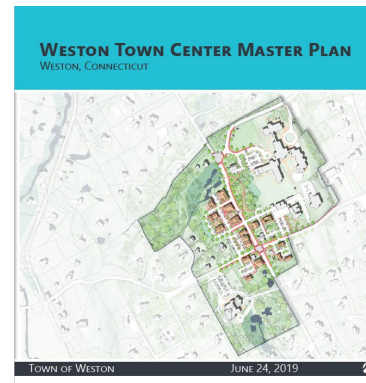 Weston Town Center Master Plan
Weston, Connecticut
Town of Weston June 24, 2019